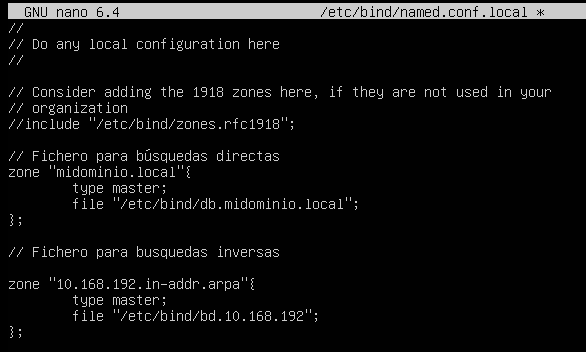 GNU nano 6.4 /etc/bind/named.conf.local *
//
// Do any local configuration here
//
// Consider adding the 1918 zones here, if they are not used in your
// organization
//include "/etc/bind/zones.rfc1918";
// Fichero para búsquedas directas
zone "midominio.local"{
type master;
file "/etc/bind/db.midominio.local";
};
// Fichero para busquedas inversas
zone "10.168.192.in-addr.arpa"{
type master;
file "/etc/bind/bd.10.168.192";
};